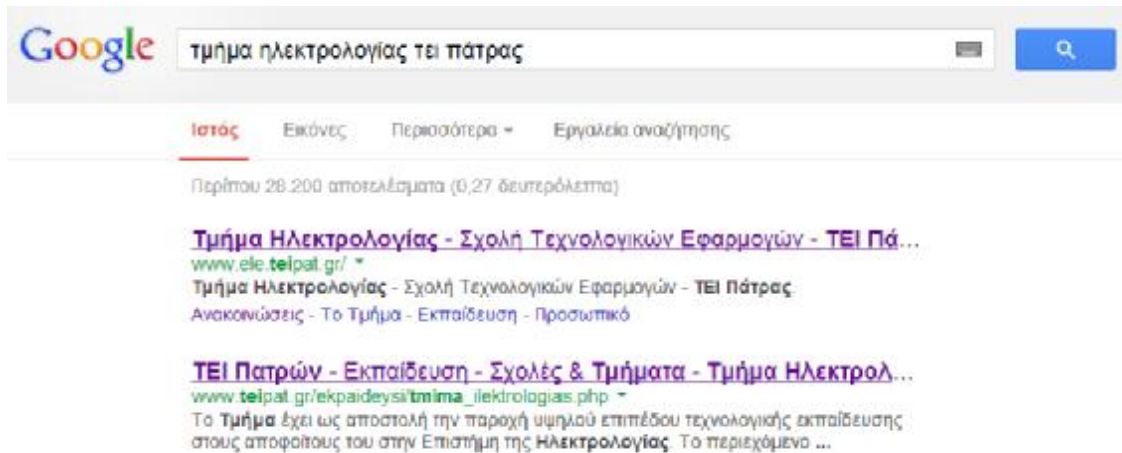 Google τμήμα ηλεκτρολογίας τει πάτρας
Ιστός Εικόνες Περισσότερα Εργαλεία αναζήτησης
Περίπου 28.200 αποτελέσματα (0,27 δευτερόλεπτα)
Τμήμα Ηλεκτρολογίας - Σχολή Τεχνολογικών Εφαρμογών - ΤΕΙ Πά...
www.ele.teipat.gr/
Τμήμα Ηλεκτρολογίας - Σχολή Τεχνολογικών Εφαρμογών - ΤΕΙ Πάτρας
Ανακοινώσεις - Το Τμήμα - Εκπαίδευση - Προσωπικό
ΤΕΙ Πατρών - Εκπαίδευση - Σχολές & Τμήματα - Τμήμα Ηλεκτρολ...
www.teipat.gr/ekpaideysi/tmima_ilektrologias.php
Το Τμήμα έχει ως αποστολή την παροχή υψηλού επιπέδου τεχνολογικής εκπαίδευσης
στους αποφοίτους του στην Επιστήμη της Ηλεκτρολογίας. Το περιεχόμενο ...